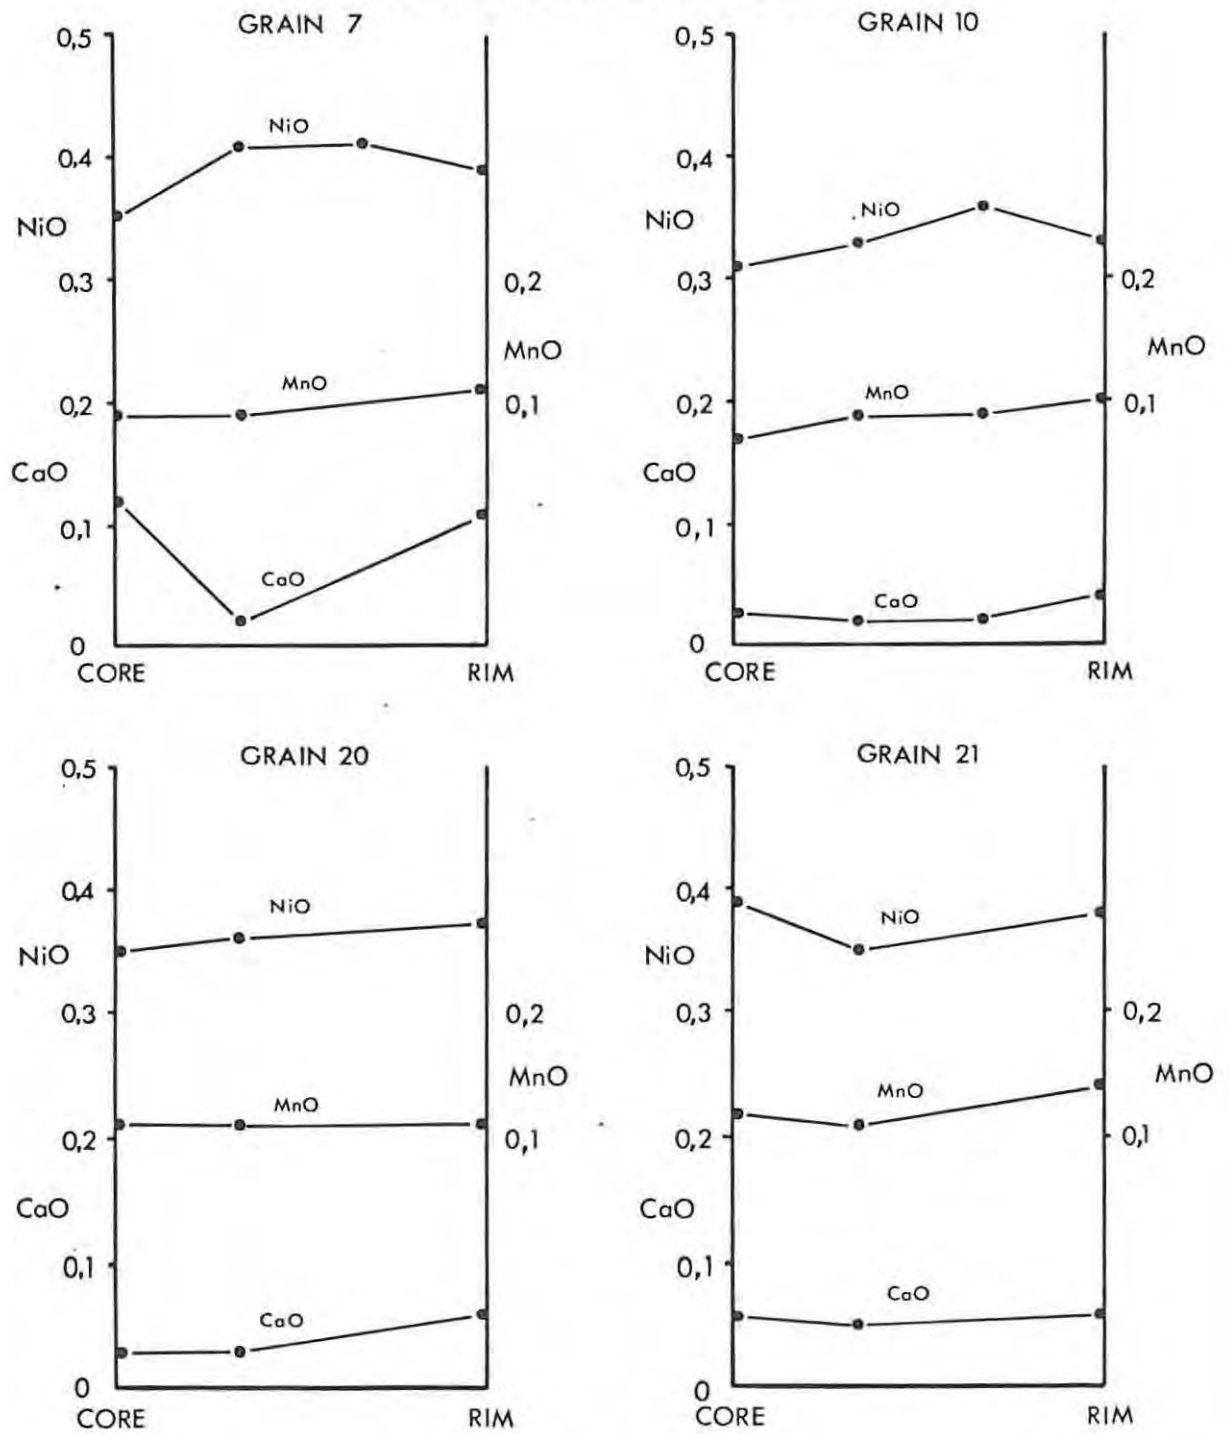 GRAIN 7
0,5
NiO
0,4
NiO
0,3
0,2
MnO
MnO
0,2
0,1
CaO
0,1
CaO
0
CORE
RIM
GRAIN 10
0,5
0,4
NiO
NiO
0,3
0,2
MnO
MnO
0,2
0,1
CaO
0,1
CaO
0
CORE
RIM
GRAIN 20
0,5
0,4
NiO
NiO
0,3
0,2
MnO
MnO
0,2
0,1
CaO
0,1
CaO
0
CORE
RIM
GRAIN 21
0,5
0,4
NiO
NiO
0,3
0,2
MnO
MnO
0,2
0,1
CaO
0,1
CaO
0
CORE
RIM